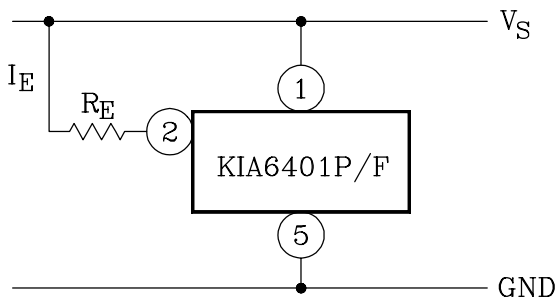 V_S
I_E
R_E
1
2
KIA6401P/F
5
GND